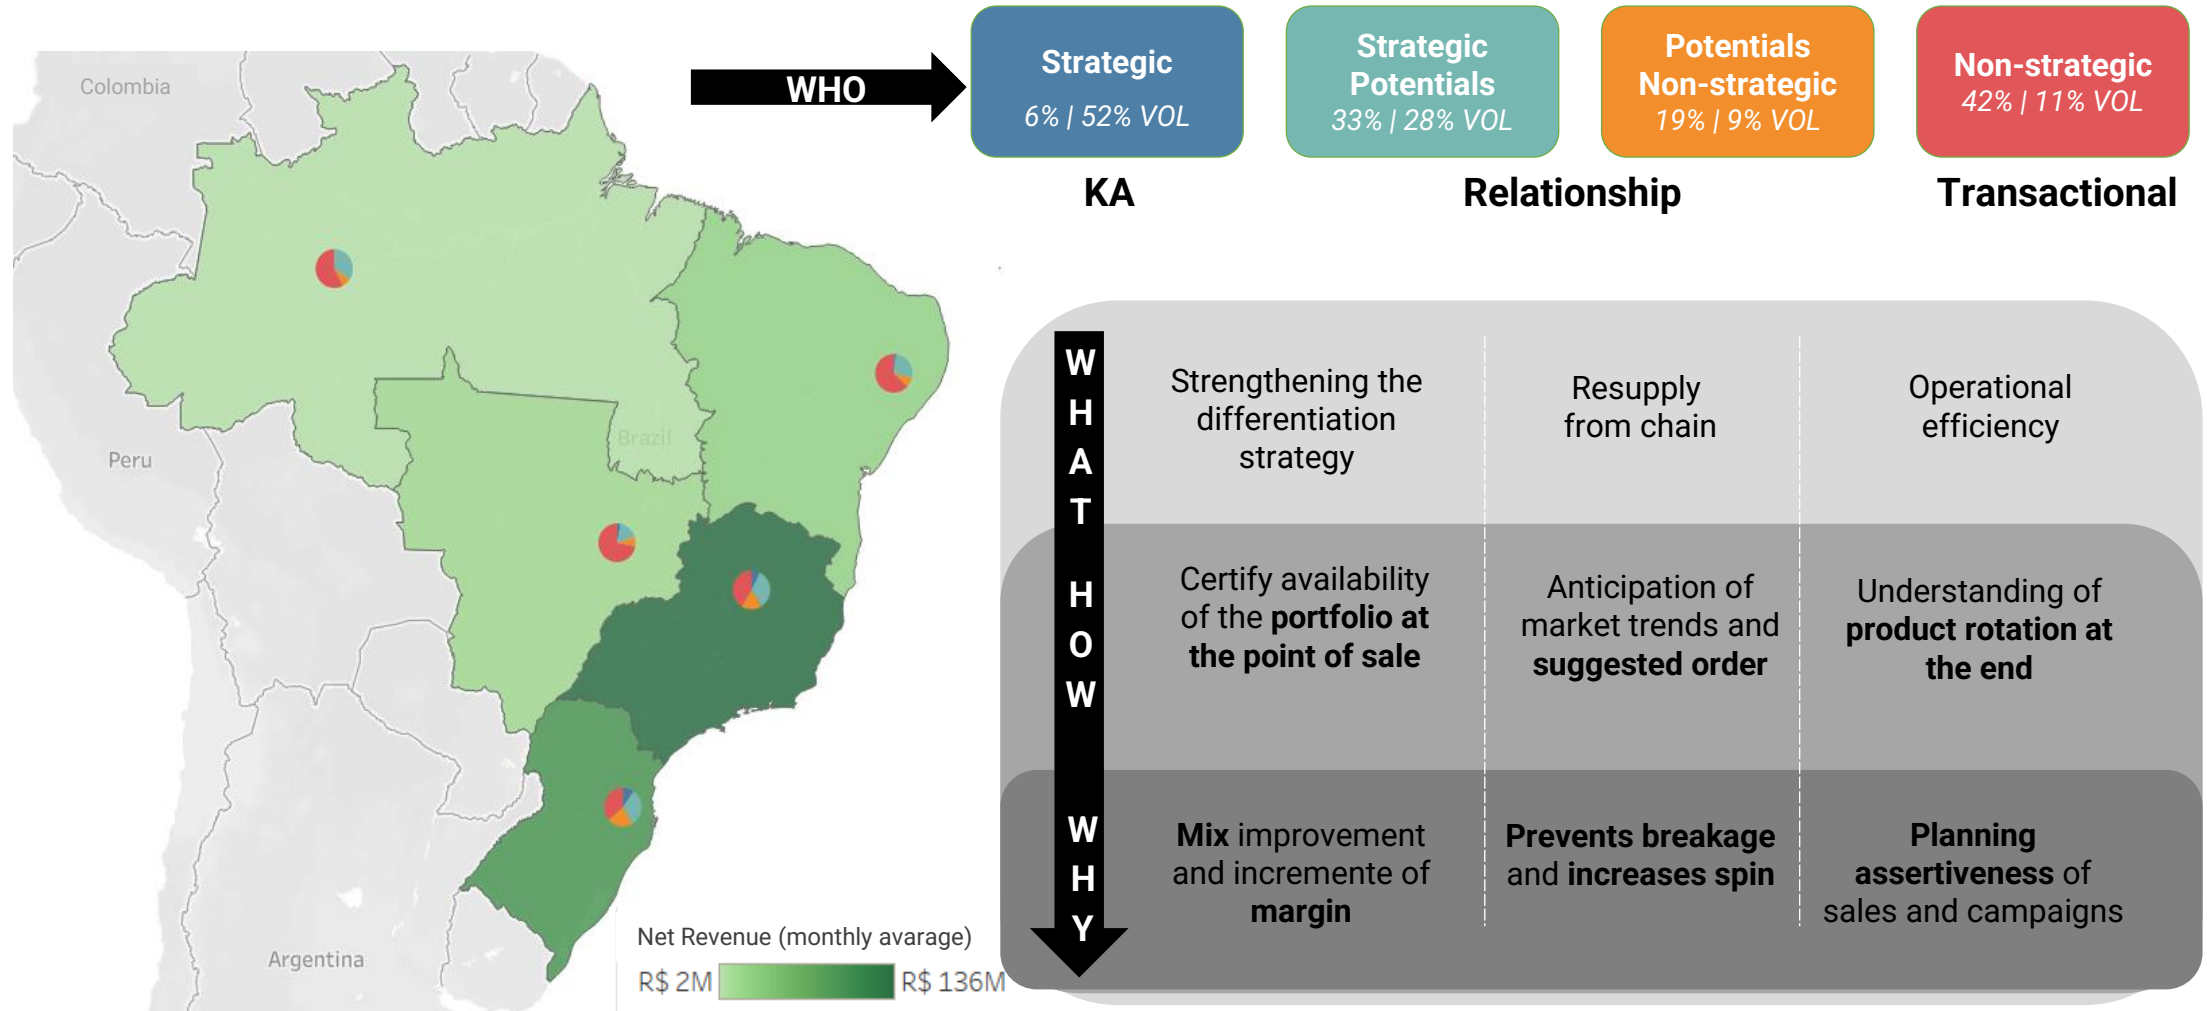 WHO
Strategic
6% | 52% VOL
Strategic
Potentials
33% | 28% VOL
Potentials
Non-strategic
19% | 9% VOL
Non-strategic
42% | 11% VOL
KA
Relationship
Transactional
Colombia
Brazil
Peru
Argentina
Net Revenue (monthly avarage)
R$ 2M
R$ 136M
WHAT
Strengthening the
differentiation
strategy
Resupply
from chain
Operational
efficiency
HOW
Certify availability
of the portfolio at
the point of sale
Anticipation of
market trends and
suggested order
Understanding of
product rotation at
the end
WHY
Mix improvement
and incremente of
margin
Prevents breakage
and increases spin
Planning
assertiveness of
sales and campaigns